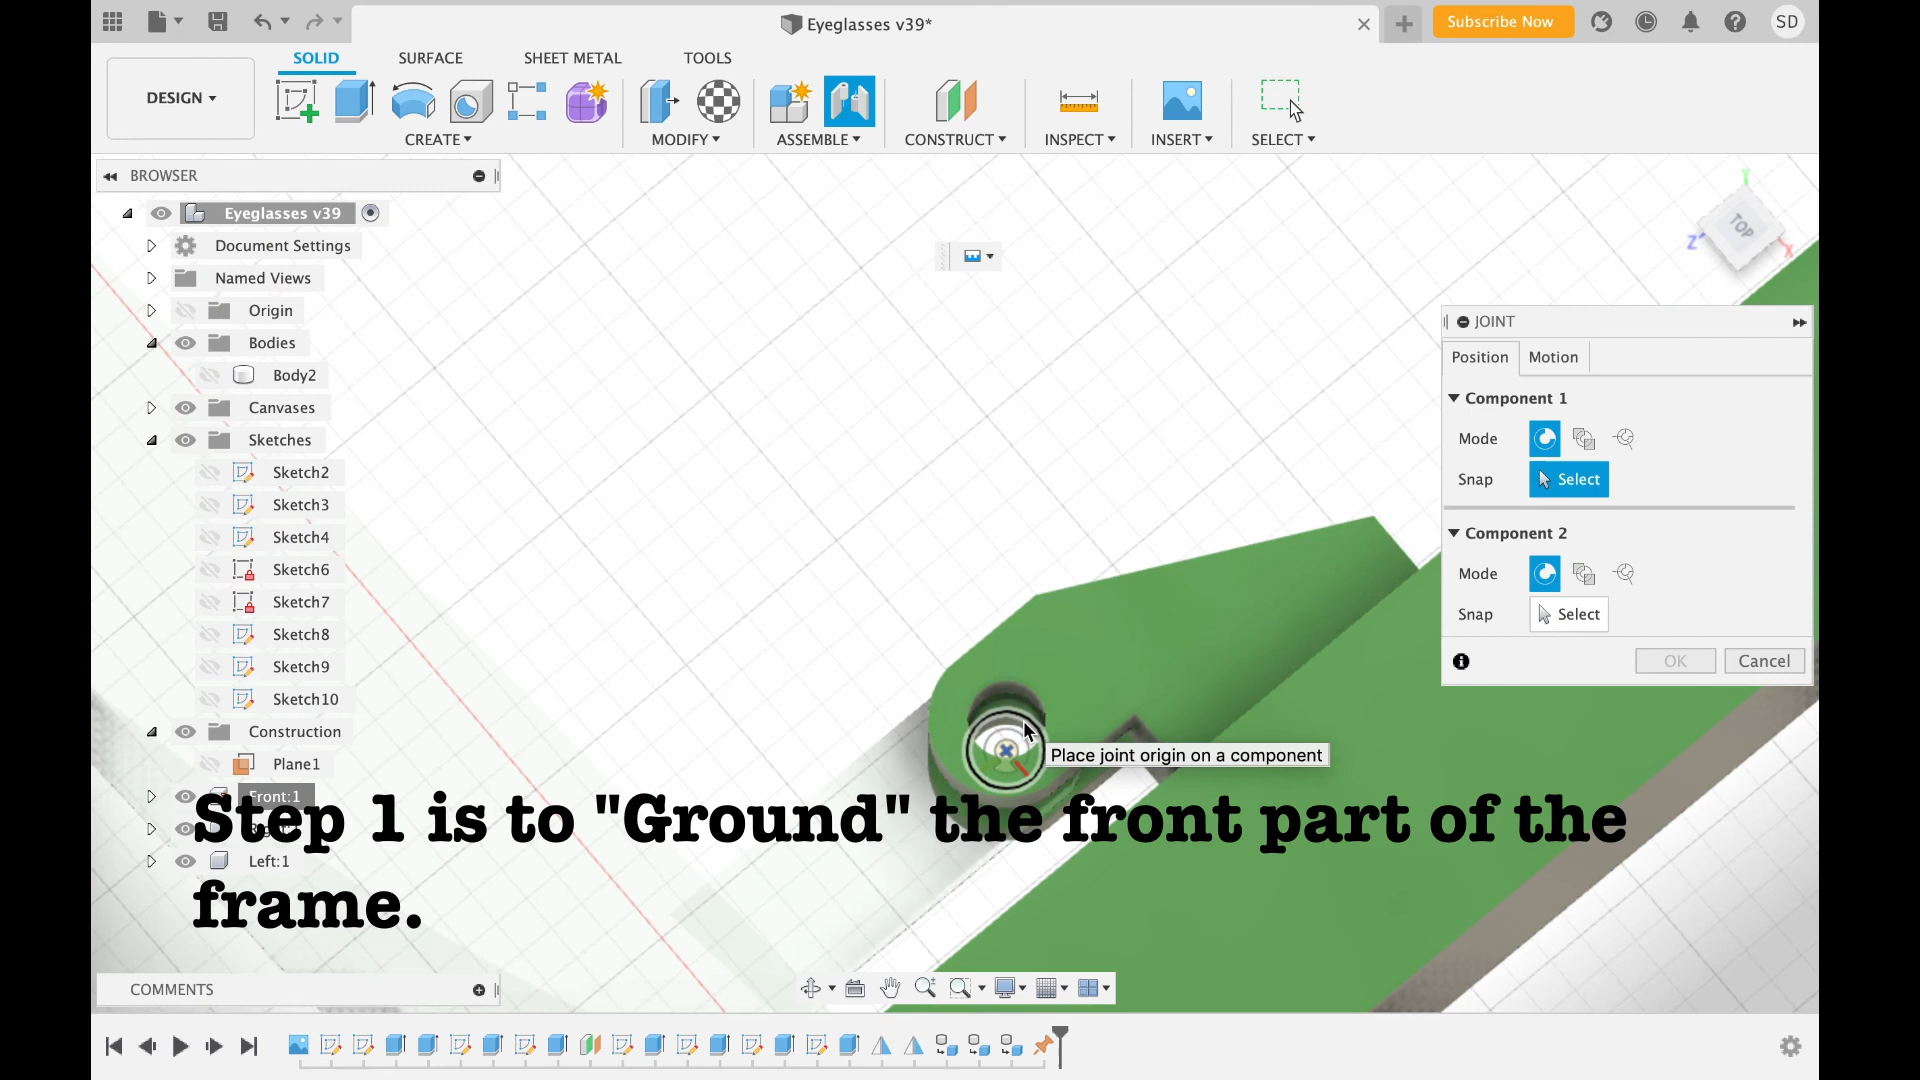 Eyeglasses v39*
Subscribe Now
SD
DESIGN
SOLID
SURFACE
SHEET METAL
TOOLS
CREATE
MODIFY
ASSEMBLE
CONSTRUCT
INSPECT
INSERT
SELECT
BROWSER
Eyeglasses v39
Document Settings
Named Views
Origin
Bodies
Body2
Canvases
Sketches
Sketch2
Sketch3
Sketch4
Sketch6
Sketch7
Sketch8
Sketch9
Sketch10
Construction
Plane1
Front:1
Left:1
TOP
Y
Z
X
JOINT
Position
Motion
Component 1
Mode
Snap
Select
Component 2
Mode
Snap
Select
OK
Cancel
Place joint origin on a component
Step 1 is to "Ground" the front part of the
frame.
COMMENTS